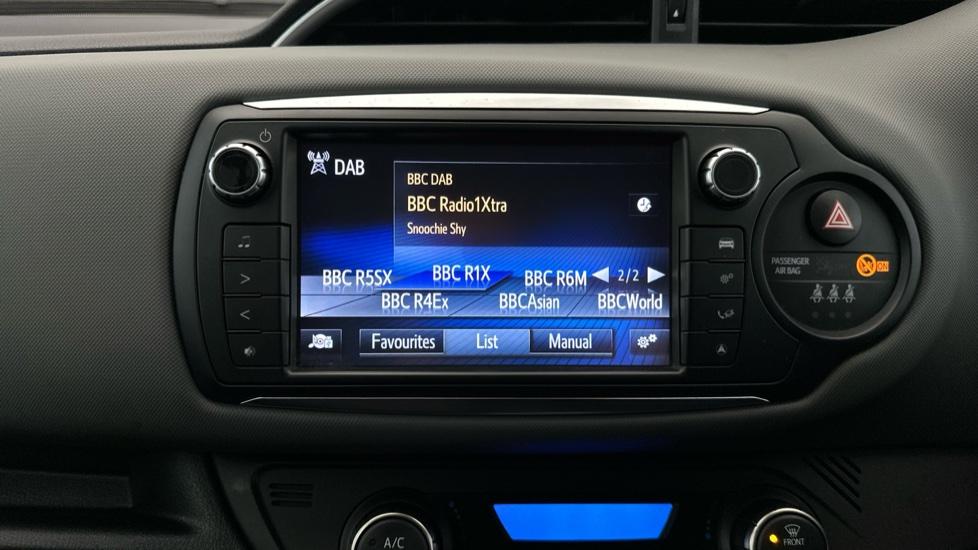 DAB
BBC DAB
BBC Radio1Xtra
Snoochie Shy
BBC R5SX
BBC R1X
BBC R6M
2/2
BBC R4Ex
BBCAsian
BBCWorld
Favourites
List
Manual
PASSENGER
AIR BAG
ON
A/C
FRONT